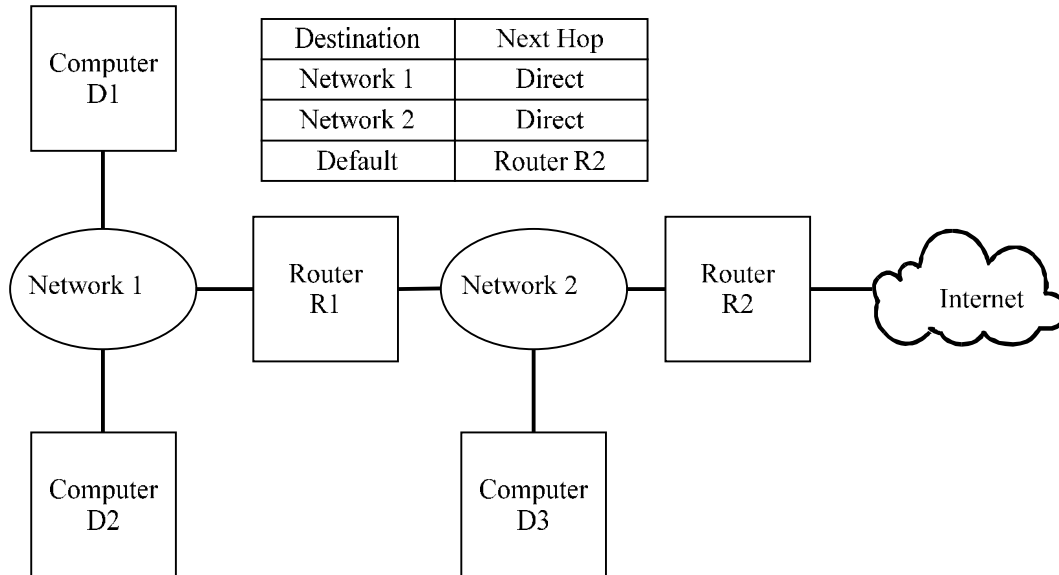 Computer
D1
Destination Next Hop
Network 1 Direct
Network 2 Direct
Default Router R2
Network 1
Router
R1
Network 2
Router
R2
Internet
Computer
D2
Computer
D3